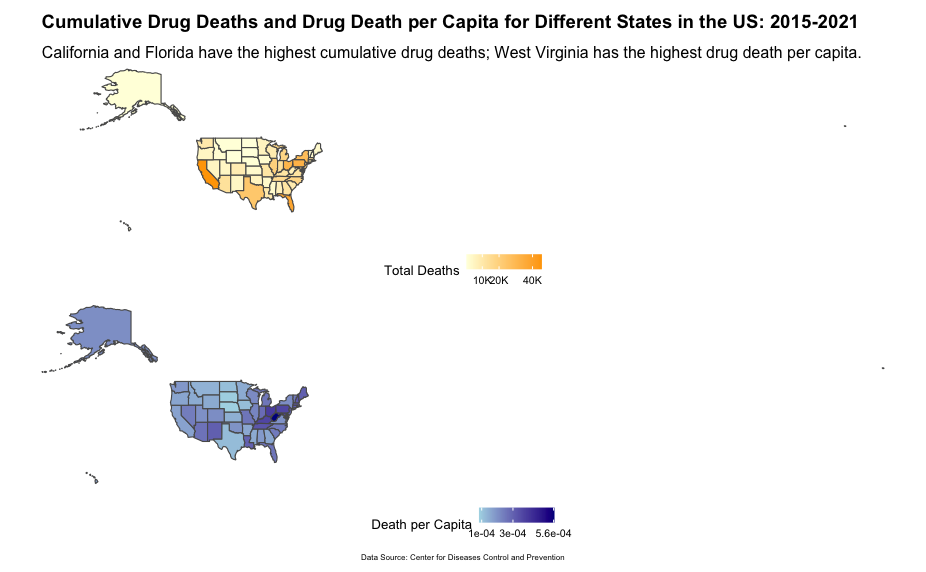 Cumulative Drug Deaths and Drug Death per Capita for Different States in the US: 2015-2021
California and Florida have the highest cumulative drug deaths; West Virginia has the highest drug death per capita.
Total Deaths
10K 20K 40K
Death per Capita
1e-04 3e-04 5.6e-04
Data Source: Center for Diseases Control and Prevention